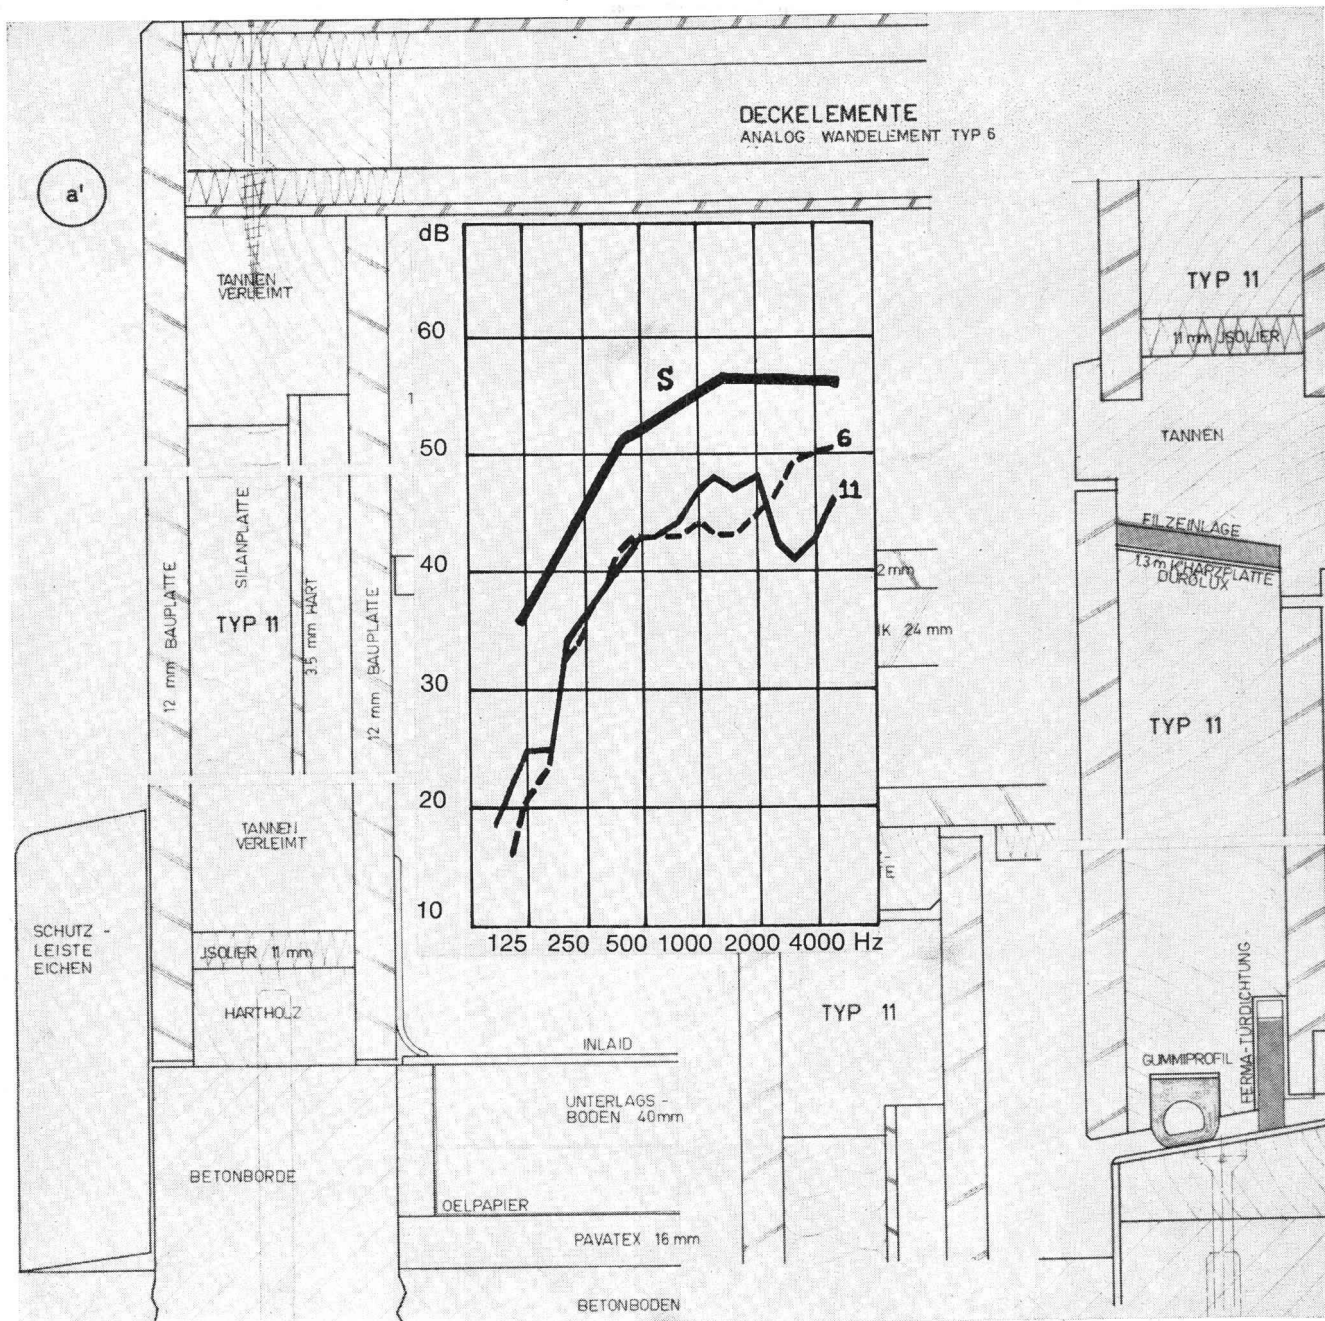 DECKELEMENTE
ANALOG WANDELEMENT TYP 6
a'
TANNEN
VERLEIMT
12 mm BAUPLATTE
SILANPLATTE
TYP 11
3.5 mm HART
12 mm BAUPLATTE
TANNEN
VERLEIMT
JSOLIER 11 mm
HARTHOLZ
SCHUTZ -
LEISTE
EICHEN
BETONBORDE
dB
60
50
40
30
20
10
S
6
11
125 250 500 1000 2000 4000 Hz
2 mm
IK 24 mm
TYP 11
INLAID
UNTERLAGS -
BODEN 40 mm
OELPAPIER
PAVATEX 16 mm
BETONBODEN
TYP 11
11 mm JSOLIER
TANNEN
FILZEINLAGE
DUROLUX
TYP 11
GUMMIPROFIL
FERMA-TÜRDICHTUNG